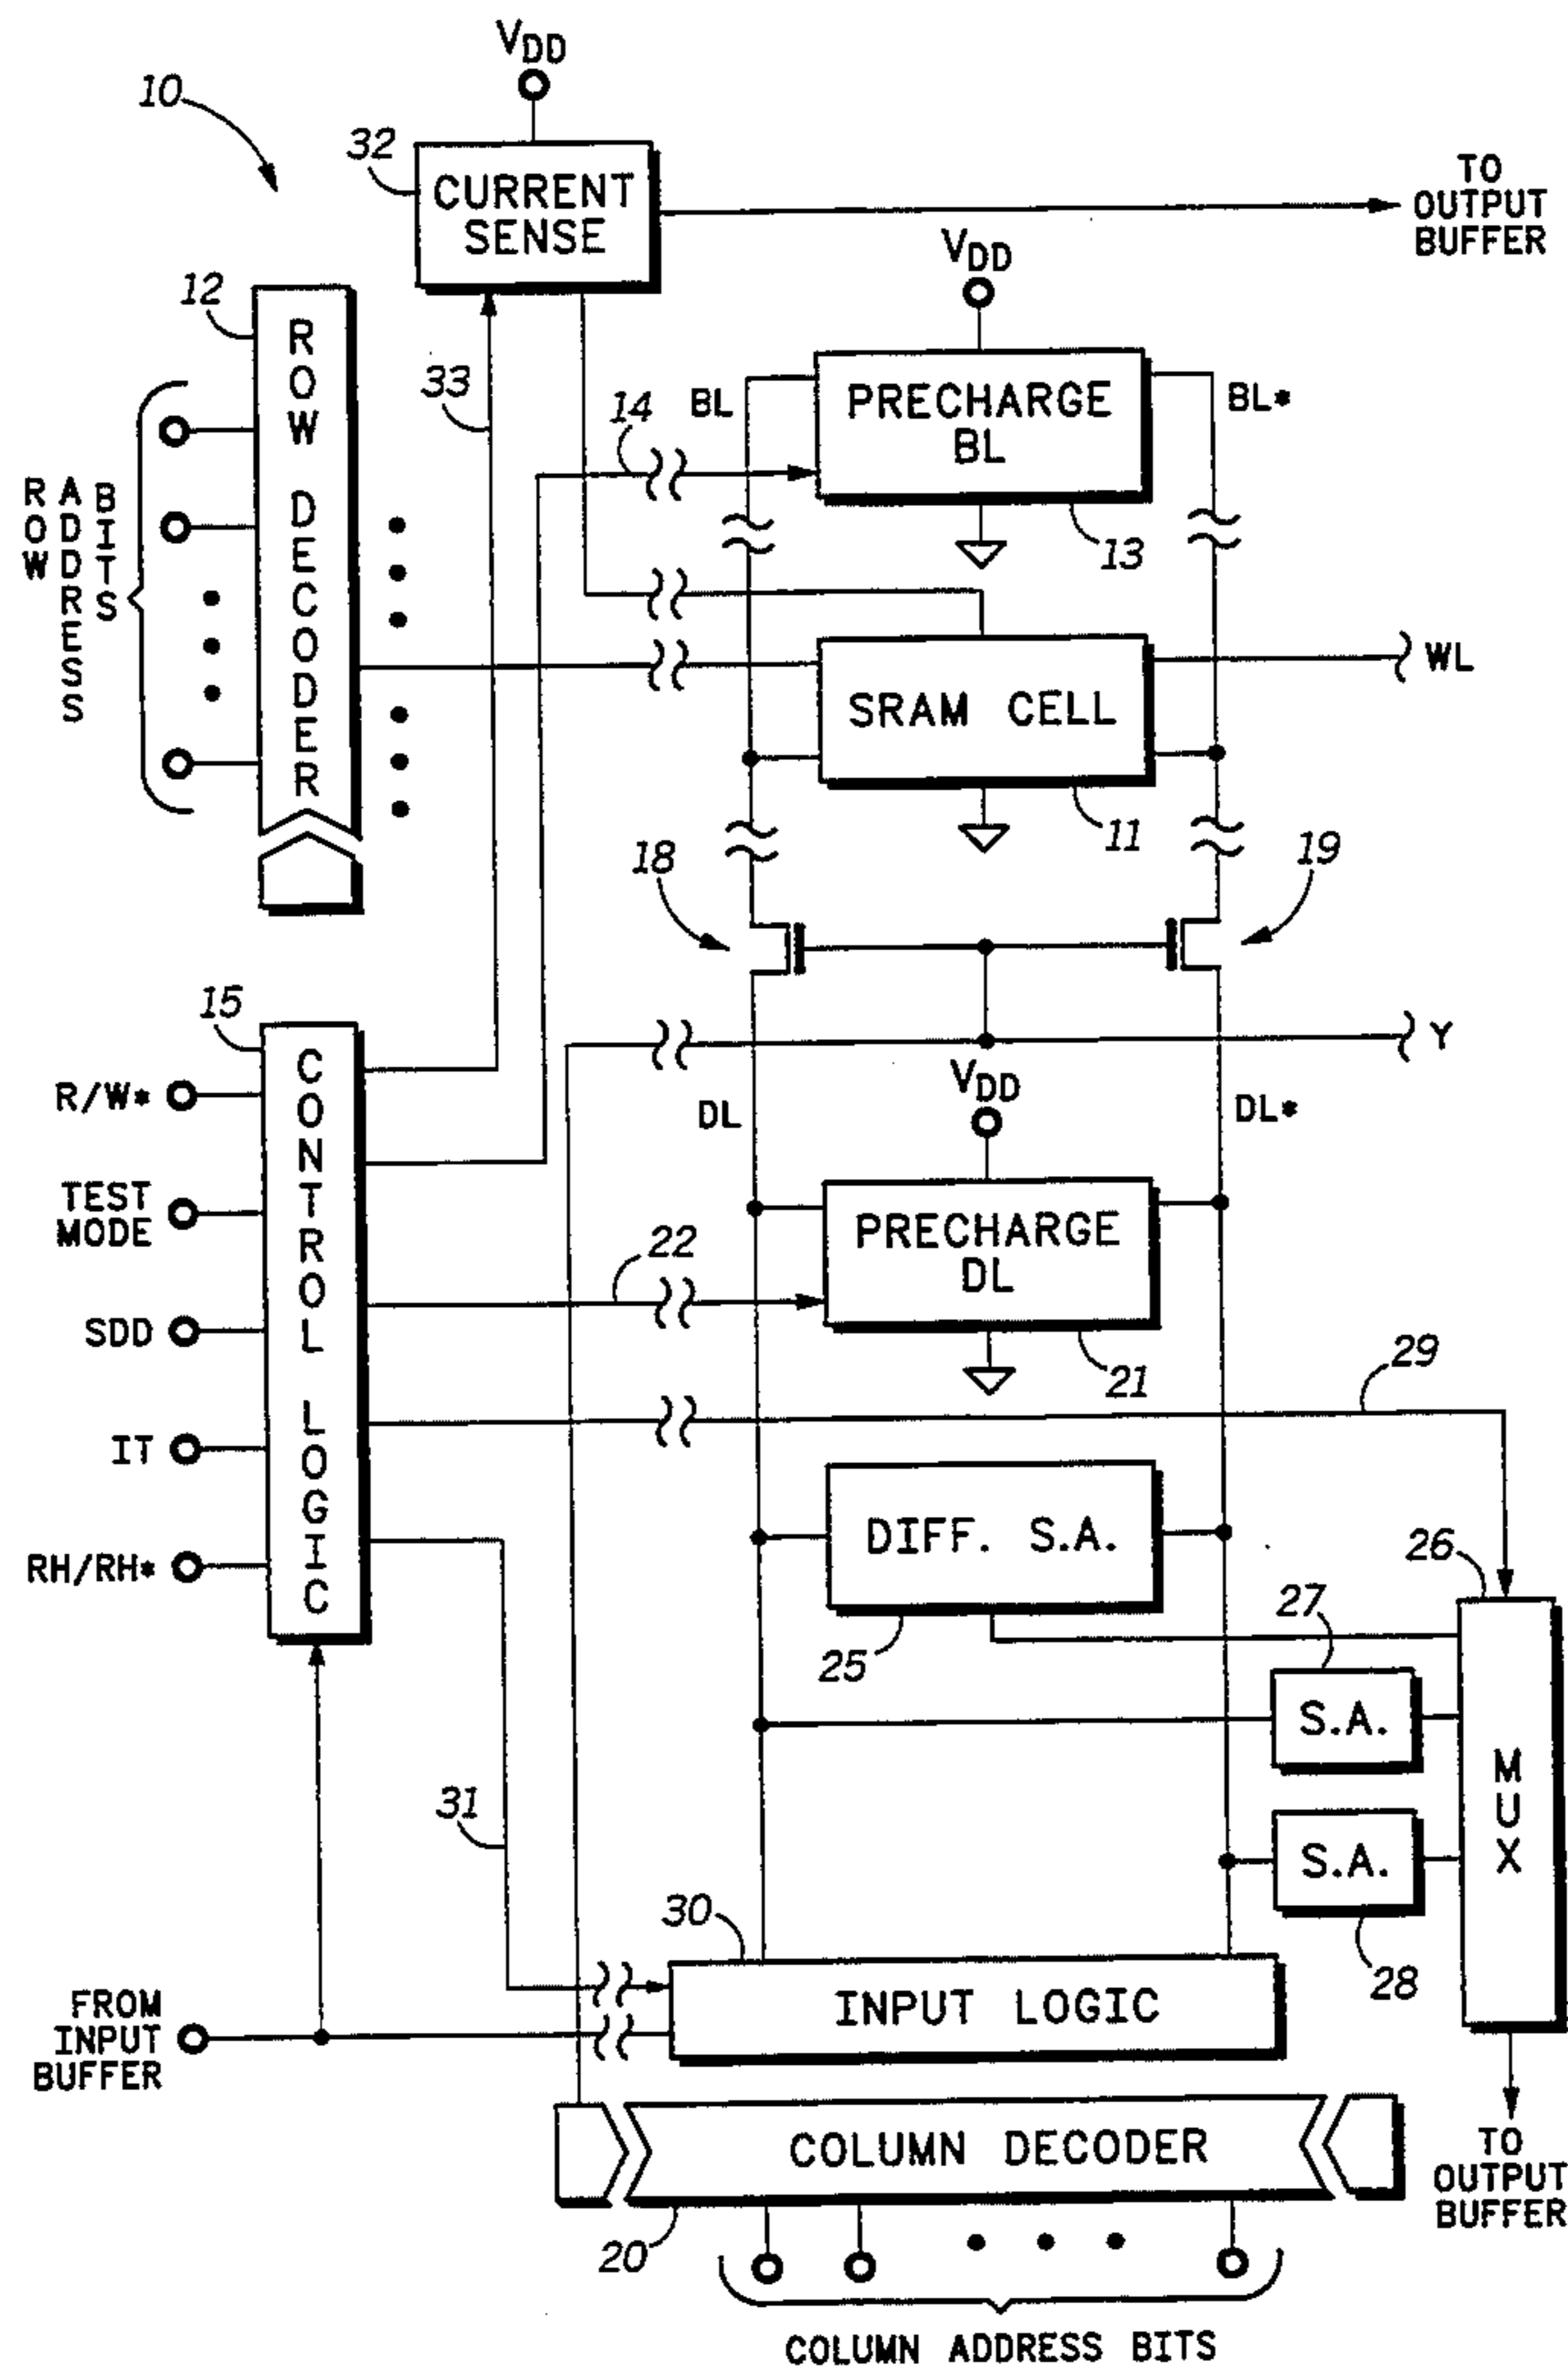 VDD
10
32
CURRENT
SENSE
TO
OUTPUT
BUFFER
VDD
12
ROW DECODER
33
14
BL
PRECHARGE
BL
BL*
13
ROW
ADDRESS
BITS
SRAM CELL
WL
11
18
19
15
CONTROL LOGIC
R/W*
TEST
MODE
SDD
IT
RH/RH*
Y
VDD
DL
DL*
PRECHARGE
DL
22
21
29
DIFF. S.A.
25
26
27
S.A.
MUX
S.A.
28
31
30
INPUT LOGIC
FROM
INPUT
BUFFER
COLUMN DECODER
20
TO
OUTPUT
BUFFER
COLUMN ADDRESS BITS